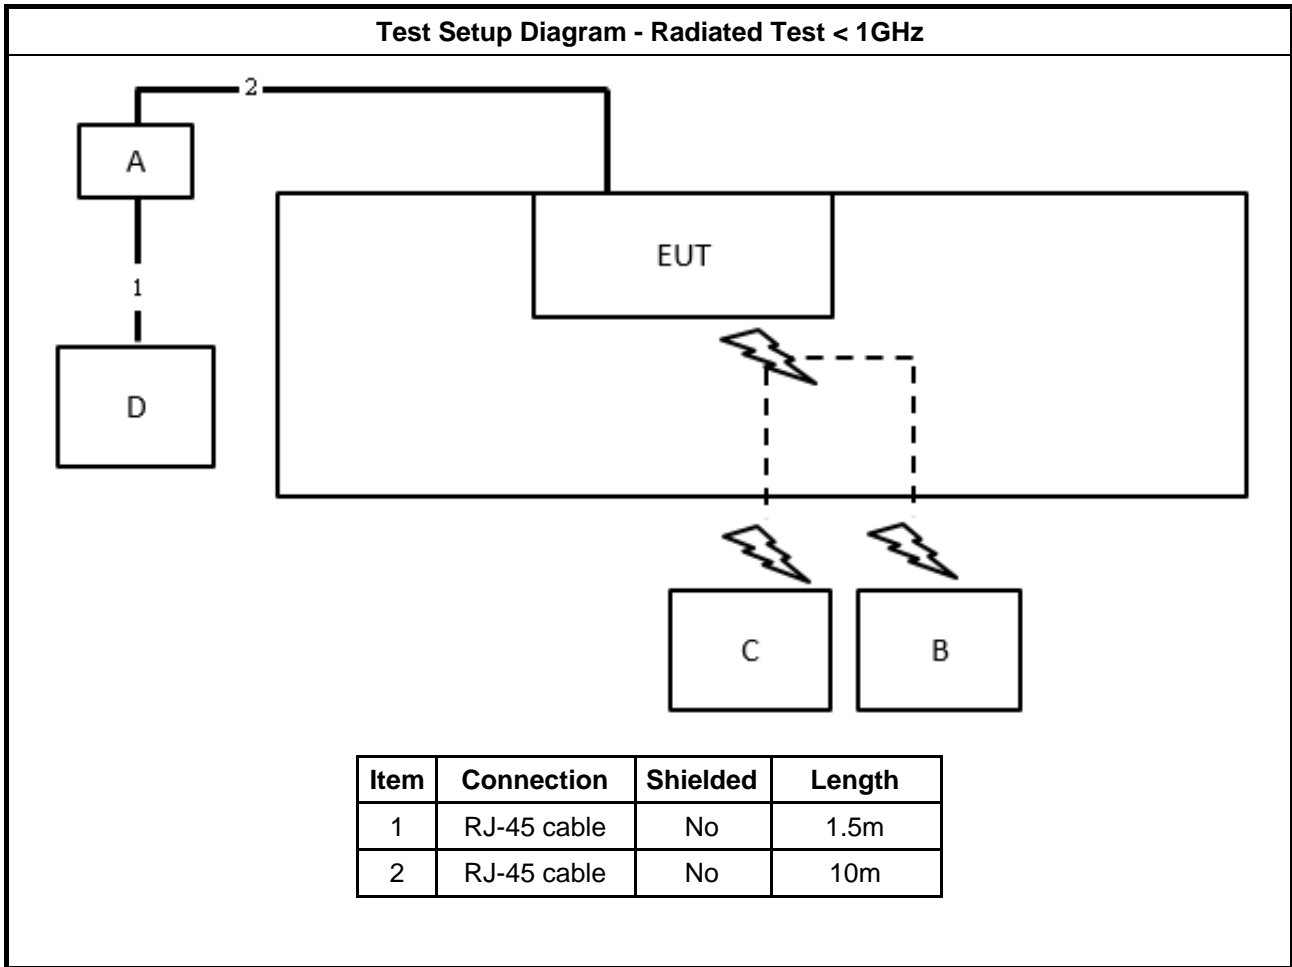 Test Setup Diagram - Radiated Test < 1GHz
2
A
EUT
1
D
C
B
Item Connection Shielded Length
1 RJ-45 cable No 1.5m
2 RJ-45 cable No 10m